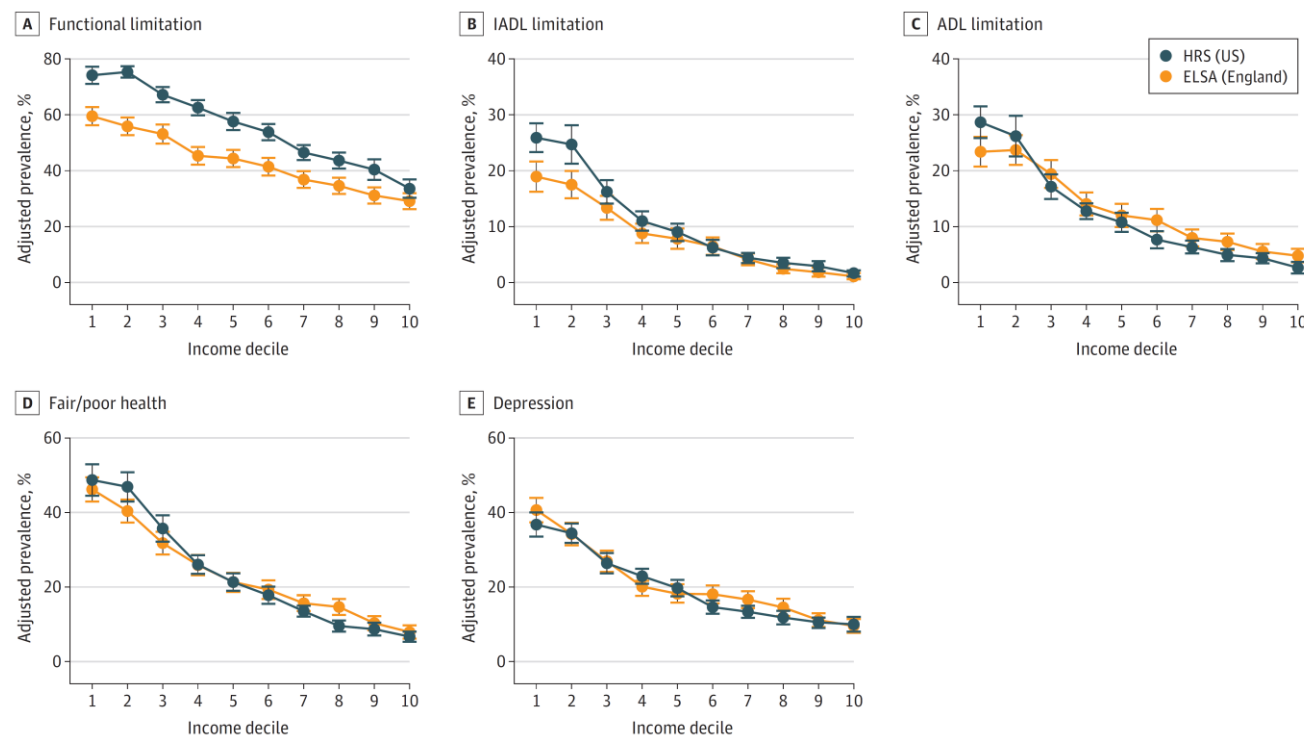 A Functional limitation
80
60
40
20
0
Adjusted prevalence, %
1 2 3 4 5 6 7 8 9 10
Income decile
B IADL limitation
40
30
20
10
0
Adjusted prevalence, %
1 2 3 4 5 6 7 8 9 10
Income decile
C ADL limitation
HRS (US)
ELSA (England)
40
30
20
10
0
Adjusted prevalence, %
1 2 3 4 5 6 7 8 9 10
Income decile
D Fair/poor health
60
40
20
0
Adjusted prevalence, %
1 2 3 4 5 6 7 8 9 10
Income decile
E Depression
60
40
20
0
Adjusted prevalence, %
1 2 3 4 5 6 7 8 9 10
Income decile